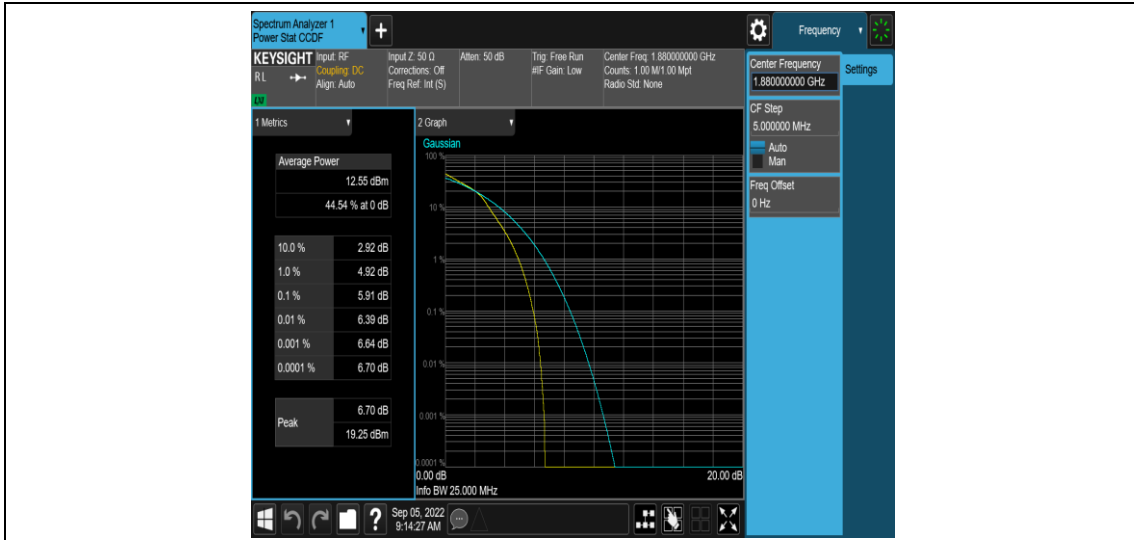 Spectrum Analyzer 1
Power Stat CCDF
+
Frequency
KEYSIGHT
RL
Input: RF
Coupling: DC
Align: Auto
Input Z: 50 Ω
Corrections: Off
Freq Ref: Int (S)
Atten: 50 dB
Trig: Free Run
#IF Gain: Low
Center Freq: 1.880000000 GHz
Counts: 1.00 M/1.00 Mpt
Radio Std: None
Center Frequency
1.880000000 GHz
Settings
CF Step
5.000000 MHz
Auto
Man
Freq Offset
0 Hz
1 Metrics
Average Power
12.55 dBm
44.54 % at 0 dB
10.0 % 2.92 dB
1.0 % 4.92 dB
0.1 % 5.91 dB
0.01 % 6.39 dB
0.001 % 6.64 dB
0.0001 % 6.70 dB
Peak
6.70 dB
19.25 dBm
2 Graph
Gaussian
100 %
10 %
1 %
0.1 %
0.01 %
0.001 %
0.0001 %
0.00 dB 20.00 dB
Info BW 25.000 MHz
?
Sep 05, 2022
9:14:27 AM